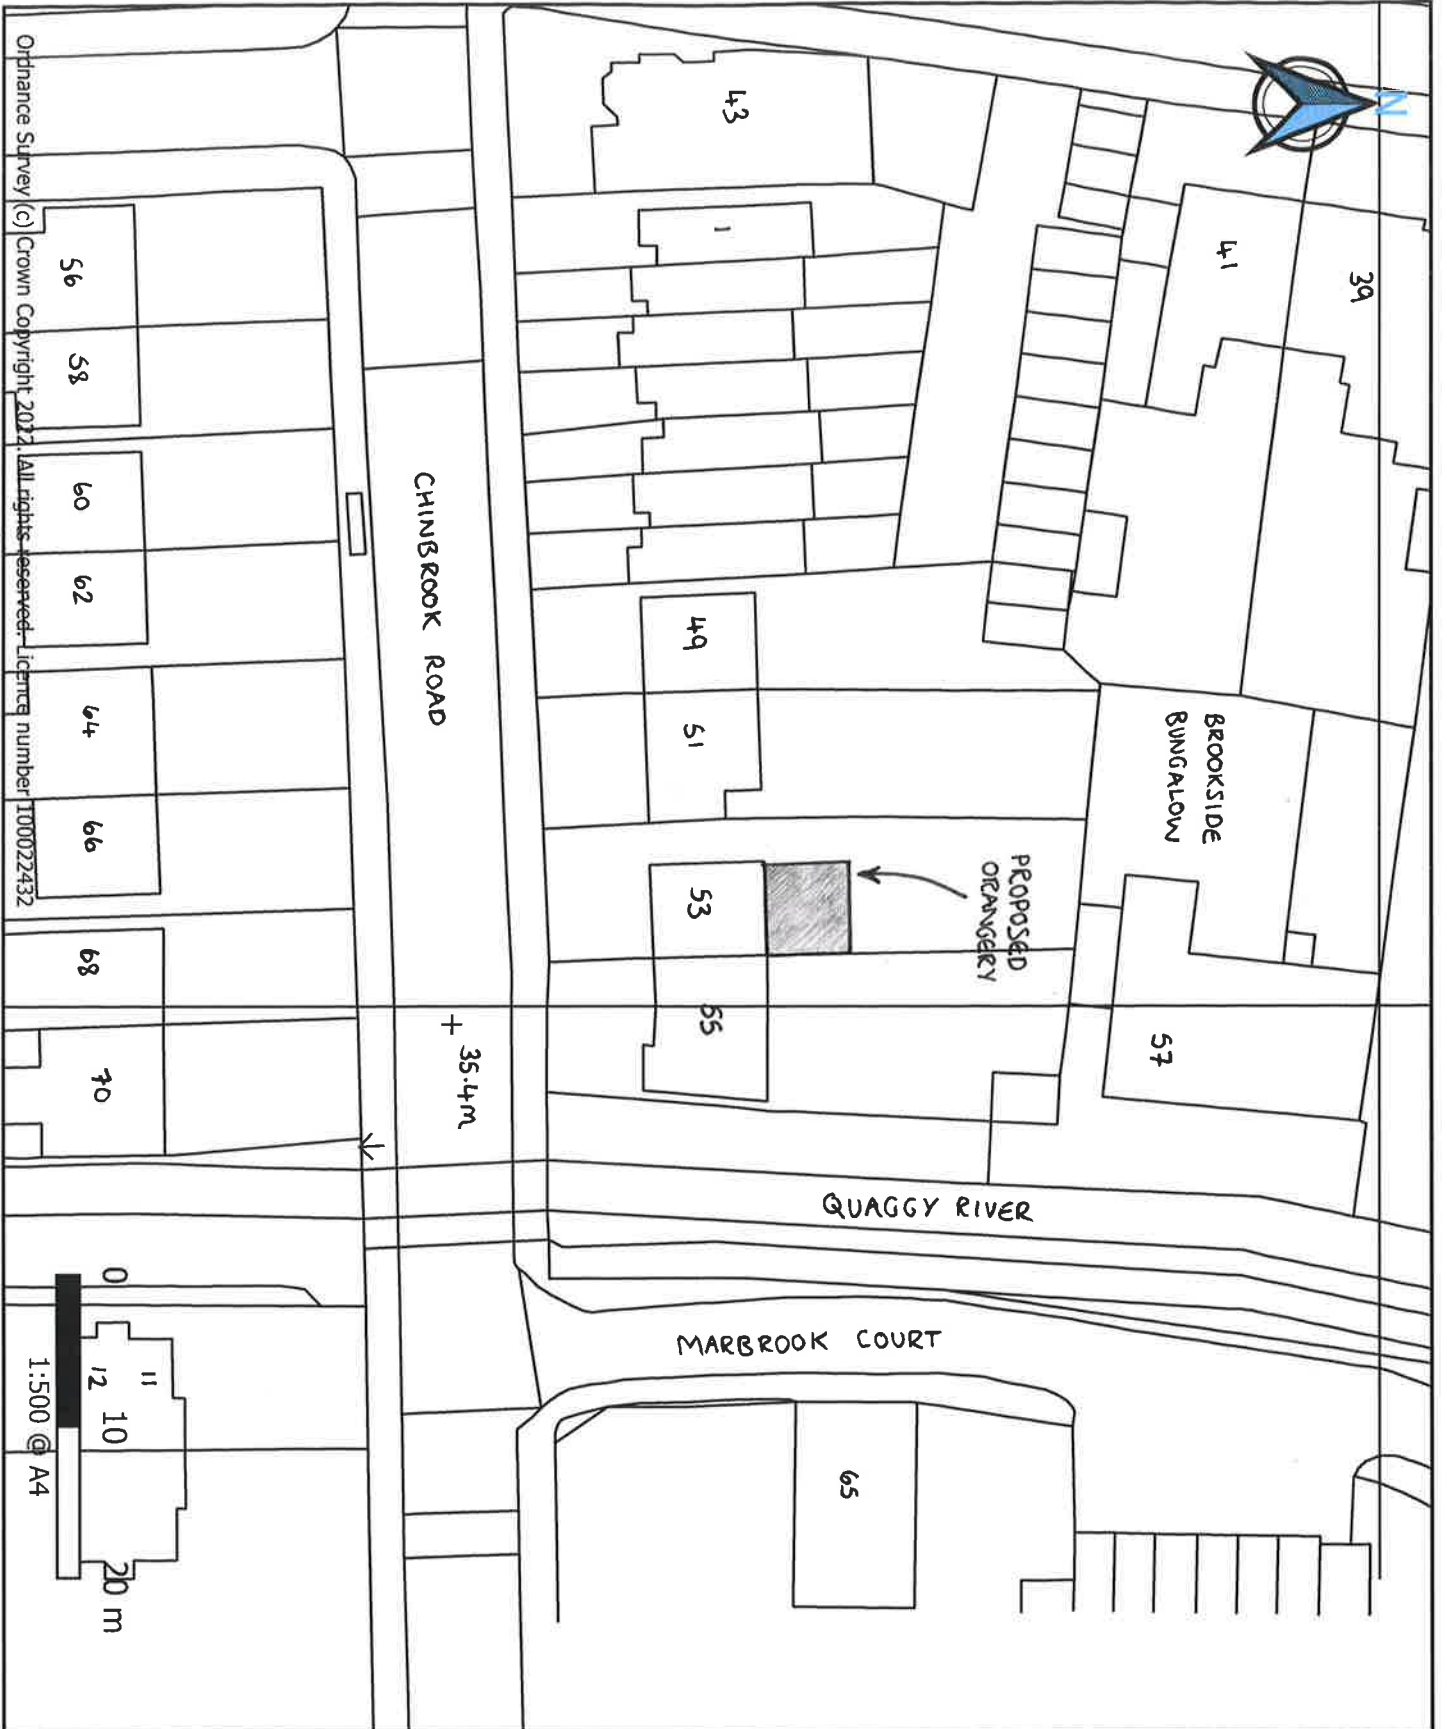 N
39
41
43
1
BROOKSIDE
BUNGALOW
PROPOSED
ORANGERY
57
49
51
53
55
QUAGGY RIVER
MARBROOK COURT
65
CHINBROOK ROAD
+ 35.4m
56
58
60
62
64
66
68
70
11
12
0
10
20 m
1:500 @ A4
Ordnance Survey (c) Crown Copyright 2022. All rights reserved. Licence number 100022432